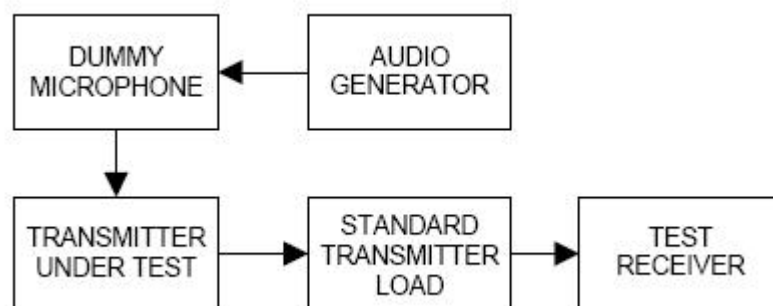 DUMMY
MICROPHONE
AUDIO
GENERATOR
TRANSMITTER
UNDER TEST
STANDARD
TRANSMITTER
LOAD
TEST
RECEIVER